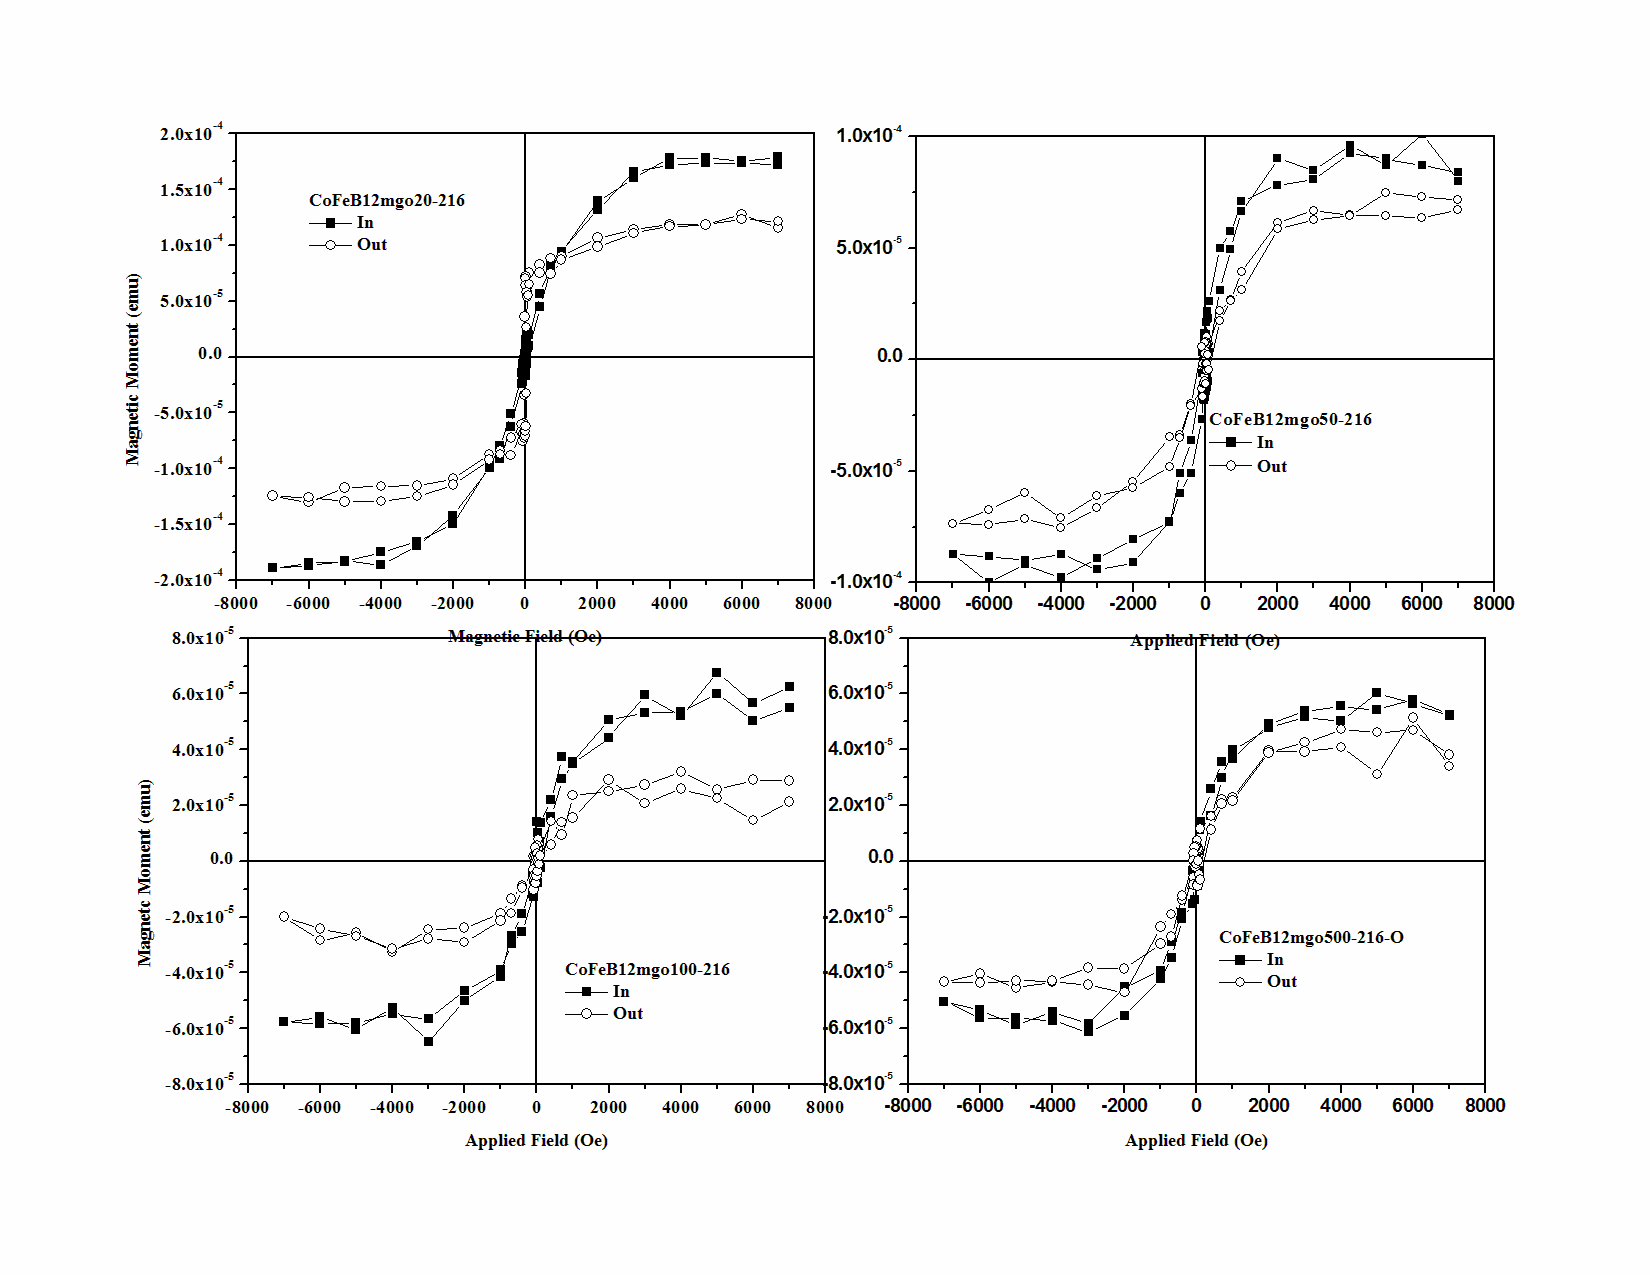 2.0x10-4
1.5x10-4
1.0x10-4
5.0x10-5
0.0
-5.0x10-5
-1.0x10-4
-1.5x10-4
-2.0x10-4
Magnetic Moment (emu)
CoFeB12mgo20-216
In
Out
-8000 -6000 -4000 -2000 0 2000 4000 6000 8000
Magnetic Field (Oe)
1.0x10-4
5.0x10-5
0.0
-5.0x10-5
-1.0x10-4
CoFeB12mgo50-216
In
Out
-8000 -6000 -4000 -2000 0 2000 4000 6000 8000
Applied Field (Oe)
8.0x10-5
6.0x10-5
4.0x10-5
2.0x10-5
0.0
-2.0x10-5
-4.0x10-5
-6.0x10-5
-8.0x10-5
Magnetc Moment (emu)
CoFeB12mgo100-216
In
Out
-8000 -6000 -4000 -2000 0 2000 4000 6000 8000
Applied Field (Oe)
8.0x10-5
6.0x10-5
4.0x10-5
2.0x10-5
0.0
-2.0x10-5
-4.0x10-5
-6.0x10-5
-8.0x10-5
CoFeB12mgo500-216-O
In
Out
-8000 -6000 -4000 -2000 0 2000 4000 6000 8000
Applied Field (Oe)